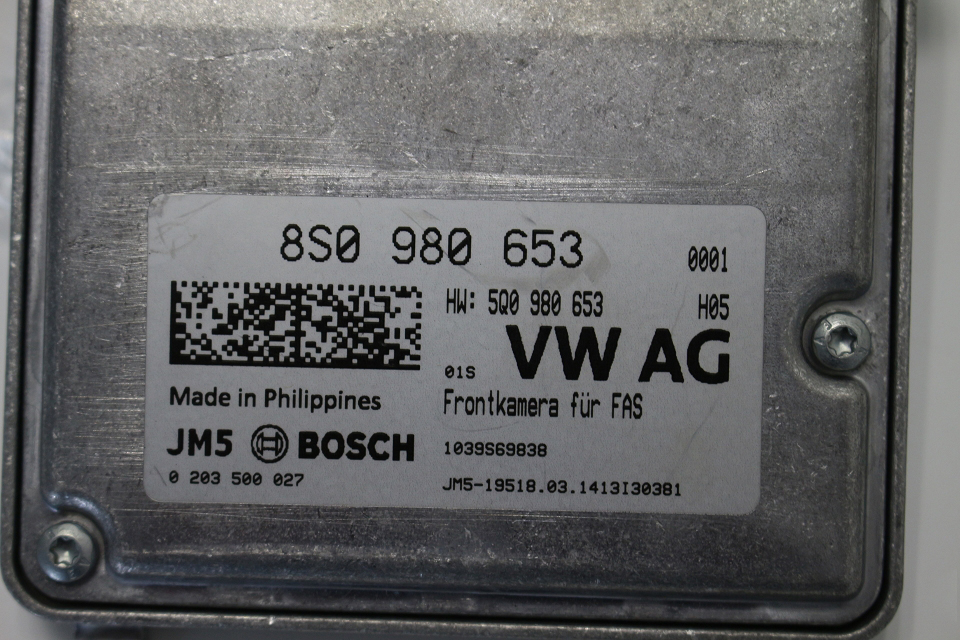 8S0 980 653 0001
HW: 5Q0 980 653 H05
01S VW AG
Made in Philippines
Frontkamera für FAS
JM5 BOSCH
1039S69838
0 203 500 027
JM5-19518.03.1413I30381